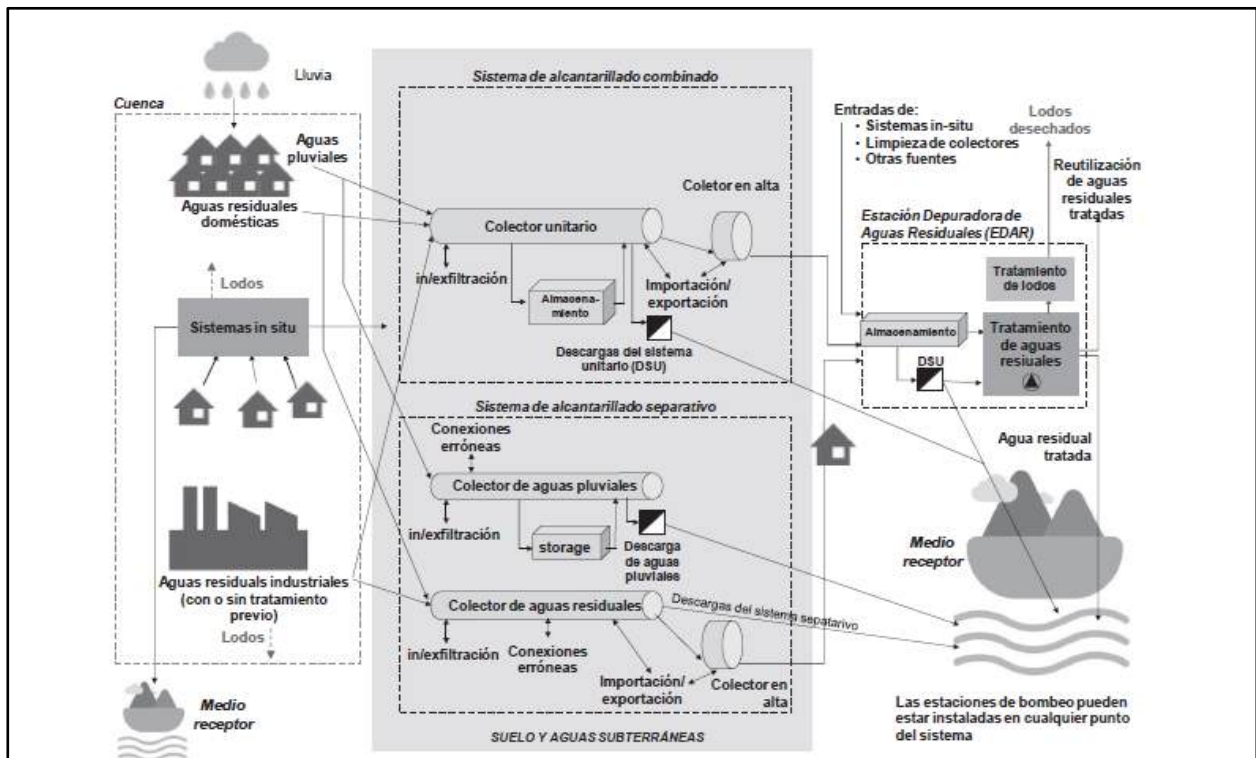 Lluvia
Cuenca
Aguas
pluviales
Aguas residuales
domésticas
Lodos
Sistemas in situ
Aguas residuals industriales
(con o sin tratamiento
previo)
Lodos
Medio
receptor
Sistema de alcantarillado combinado
Coletor en alta
Colector unitario
in/exfiltración
Almacena-
miento
Importación/
exportación
Descargas del sistema
unitario (DSU)
Sistema de alcantarillado separativo
Conexiones
erróneas
Colector de aguas pluviales
in/exfiltración
storage
Descarga
de aguas
pluviales
Colector de aguas residuales
Descargas del sistema sepatarivo
in/exfiltración
Conexiones
erróneas
Importación/
exportación
Colector en
alta
SUELO Y AGUAS SUBTERRÁNEAS
Entradas de:
• Sistemas in-situ
• Limpieza de colectores
• Otras fuentes
Lodos
desechados
Reutilización
de aguas
residuales
tratadas
Estación Depuradora de
Aguas Residuales (EDAR)
Tratamiento
de lodos
Almacenamiento
Tratamiento
de aguas
resiuales
DSU
Agua residual
tratada
Medio
receptor
Las estaciones de bombeo pueden
estar instaladas en cualquier punto
del sistema